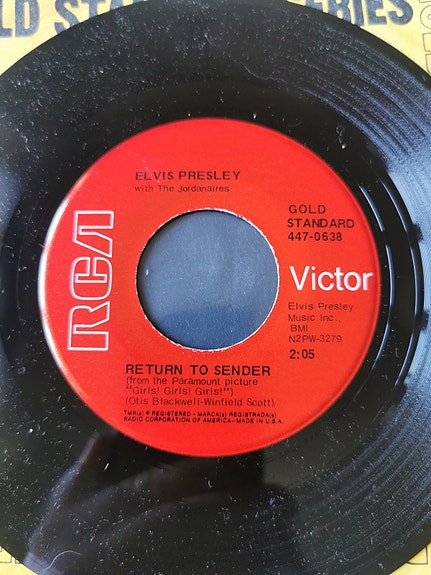 ELVIS PRESLEY
with The Jordanaires
GOLD
STANDARD
447-0638
RCA
Victor
Elvis Presley
Music Inc.,
BMI
N2PW-3279
2:05
RETURN TO SENDER
(from the Paramount picture
"Girls! Girls! Girls!")
(Otis Blackwell-Winfield Scott)
TMK(s) ® REGISTERED • MARCA(s) REGISTRADA(s)
RADIO CORPORATION OF AMERICA—MADE IN U.S.A.